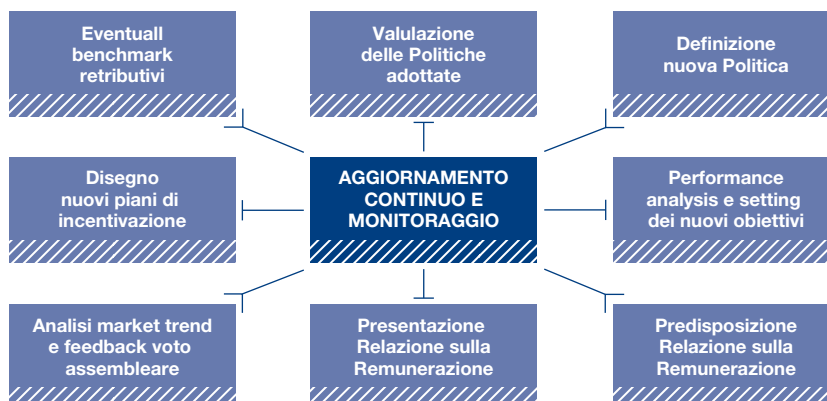 Eventuall
benchmark
retributivi
Valulazione
delle Politiche
adottate
Definizione
nuova Politica
Disegno
nuovi piani di
incentivazione
AGGIORNAMENTO
CONTINUO E
MONITORAGGIO
Performance
analysis e setting
dei nuovi obiettivi
Analisi market trend
e feedback voto
assembleare
Presentazione
Relazione sulla
Remunerazione
Predisposizione
Relazione sulla
Remunerazione